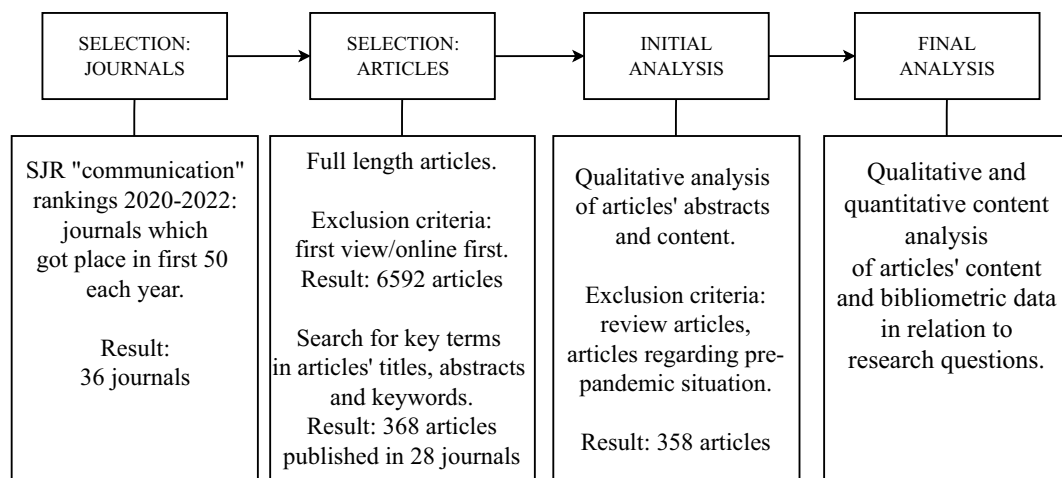 SELECTION:
JOURNALS
SELECTION:
ARTICLES
INITIAL
ANALYSIS
FINAL
ANALYSIS
SJR "communication"
rankings 2020-2022:
journals which
got place in first 50
each year.
Result:
36 journals
Full length articles.
Exclusion criteria:
first view/online first.
Result: 6592 articles
Search for key terms
in articles' titles, abstracts
and keywords.
Result: 368 articles
published in 28 journals
Qualitative analysis
of articles' abstracts
and content.
Exclusion criteria:
review articles,
articles regarding pre-
pandemic situation.
Result: 358 articles
Qualitative and
quantitative content
analysis
of articles' content
and bibliometric data
in relation to
research questions.